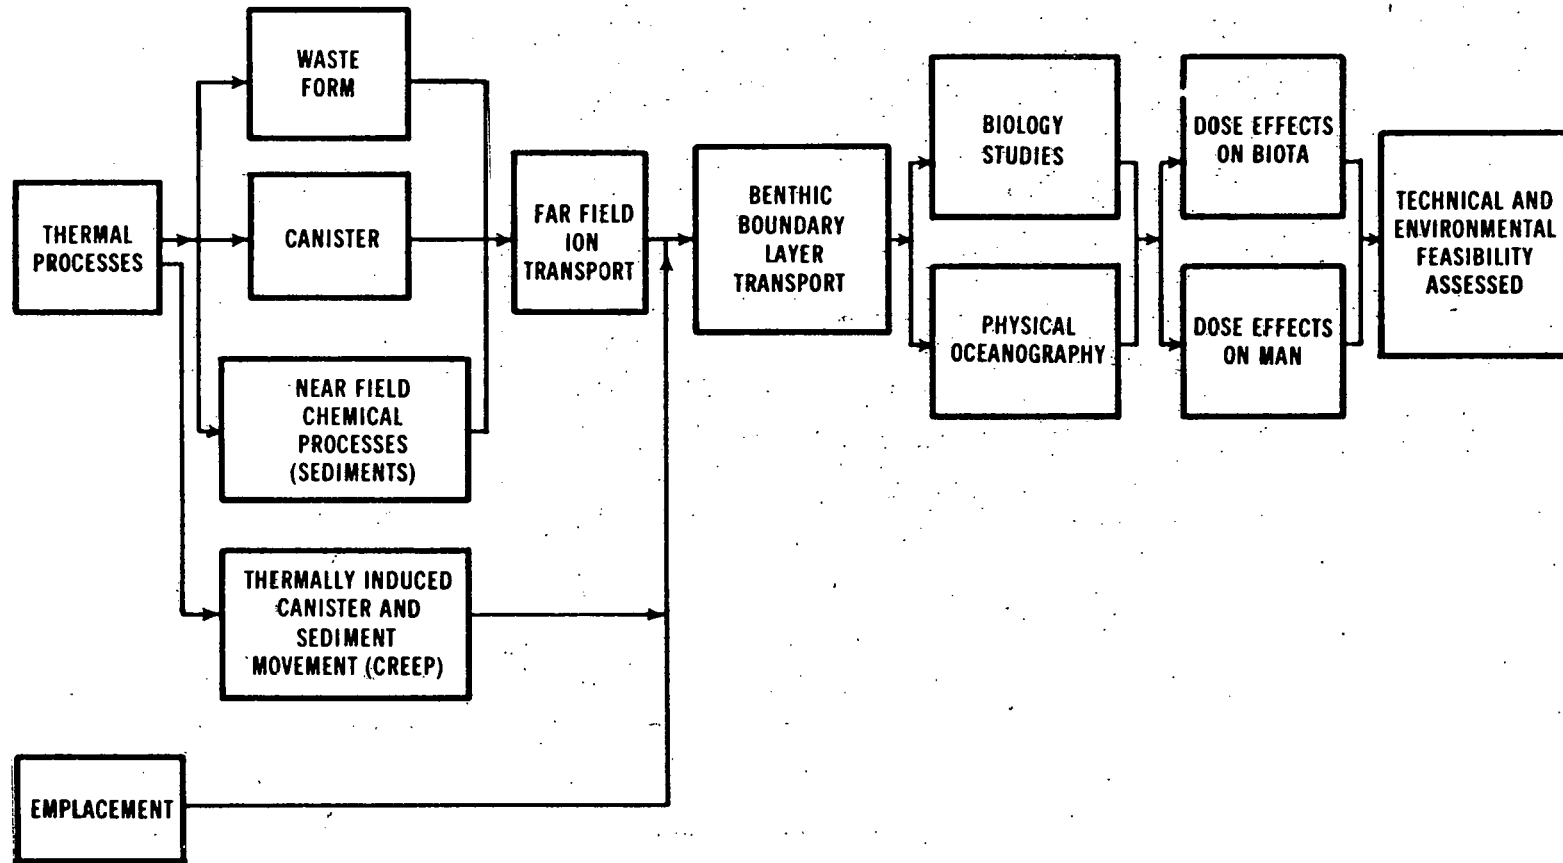 WASTE
FORM
THERMAL
PROCESSES
CANISTER
NEAR FIELD
CHEMICAL
PROCESSES
(SEDIMENTS)
THERMALLY INDUCED
CANISTER AND
SEDIMENT
MOVEMENT (CREEP)
EMPLACEMENT
FAR FIELD
ION
TRANSPORT
BENTHIC
BOUNDARY
LAYER
TRANSPORT
BIOLOGY
STUDIES
PHYSICAL
OCEANOGRAPHY
DOSE EFFECTS
ON BIOTA
DOSE EFFECTS
ON MAN
TECHNICAL AND
ENVIRONMENTAL
FEASIBILITY
ASSESSED